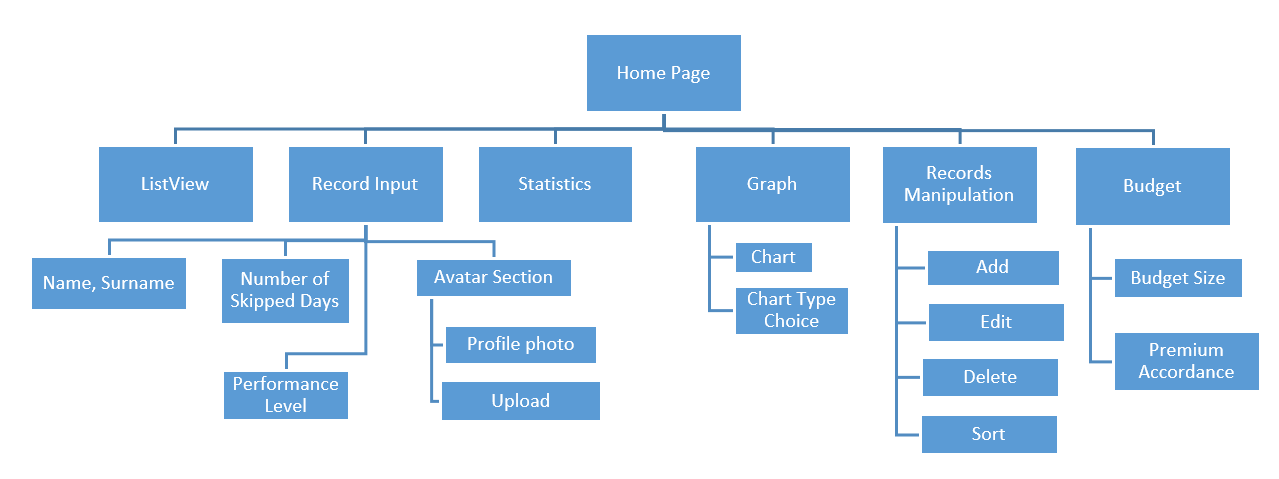 Home Page
ListView
Record Input
Statistics
Graph
Records
Manipulation
Budget
Name, Surname
Number of
Skipped Days
Performance
Level
Avatar Section
Profile photo
Upload
Chart
Chart Type
Choice
Add
Edit
Delete
Sort
Budget Size
Premium
Accordance